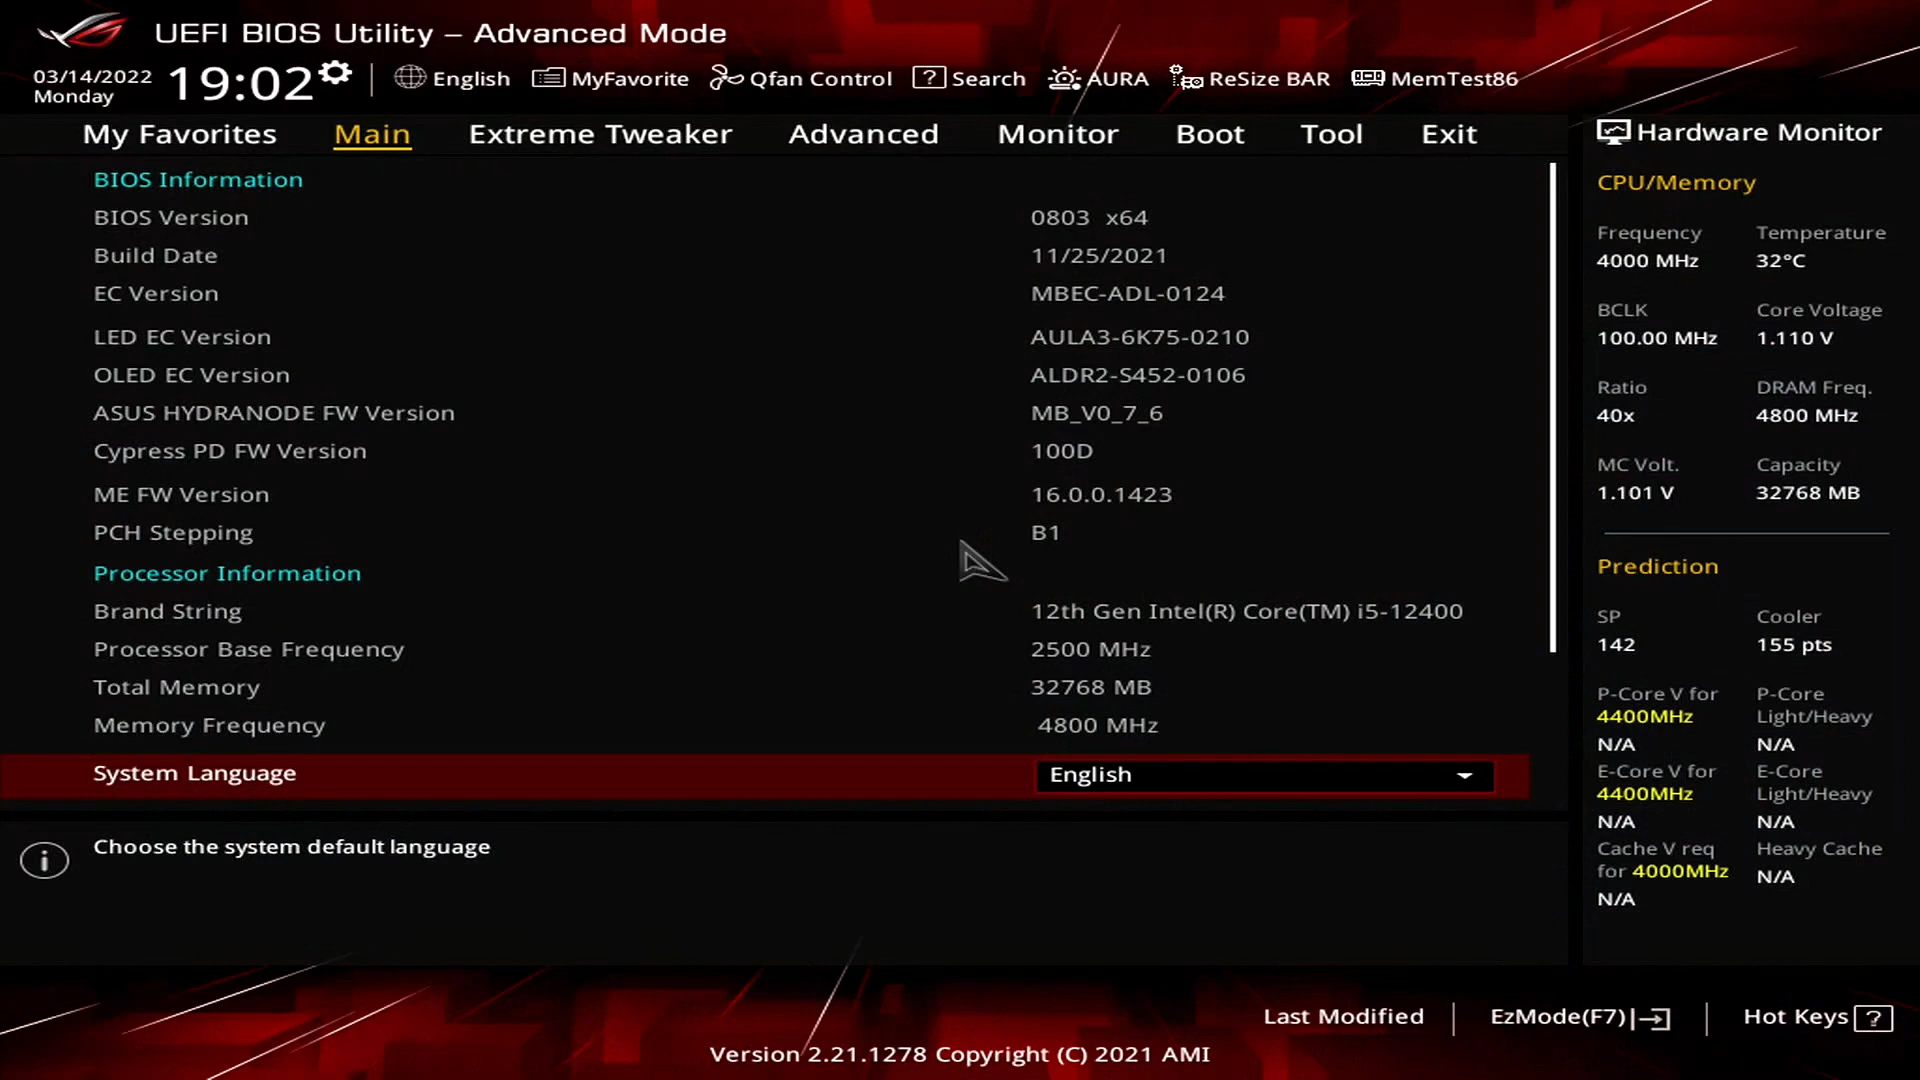 UEFI BIOS Utility – Advanced Mode
03/14/2022
Monday
19:02
English
MyFavorite
Qfan Control
? Search
AURA
ReSize BAR
MemTest86
My Favorites
Main
Extreme Tweaker
Advanced
Monitor
Boot
Tool
Exit
BIOS Information
BIOS Version 0803 x64
Build Date 11/25/2021
EC Version MBEC-ADL-0124
LED EC Version AULA3-6K75-0210
OLED EC Version ALDR2-S452-0106
ASUS HYDRANODE FW Version MB_V0_7_6
Cypress PD FW Version 100D
ME FW Version 16.0.0.1423
PCH Stepping B1
Processor Information
Brand String 12th Gen Intel(R) Core(TM) i5-12400
Processor Base Frequency 2500 MHz
Total Memory 32768 MB
Memory Frequency 4800 MHz
System Language English
i Choose the system default language
Hardware Monitor
CPU/Memory
Frequency Temperature
4000 MHz 32°C
BCLK Core Voltage
100.00 MHz 1.110 V
Ratio DRAM Freq.
40x 4800 MHz
MC Volt. Capacity
1.101 V 32768 MB
Prediction
SP Cooler
142 155 pts
P-Core V for P-Core
4400MHz Light/Heavy
N/A N/A
E-Core V for E-Core
4400MHz Light/Heavy
N/A N/A
Cache V req Heavy Cache
for 4000MHz N/A
N/A
Last Modified
EzMode(F7)
Hot Keys ?
Version 2.21.1278 Copyright (C) 2021 AMI